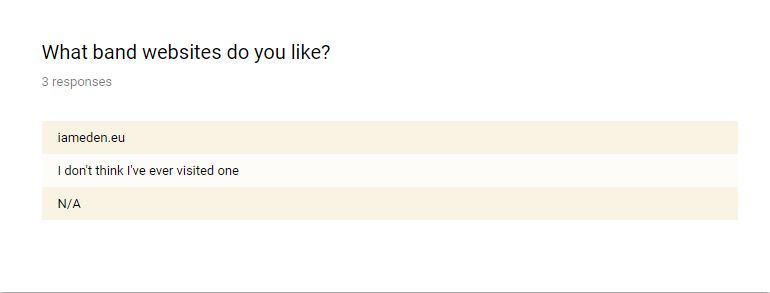 What band websites do you like?
3 responses
iameden.eu
I don't think I've ever visited one
N/A